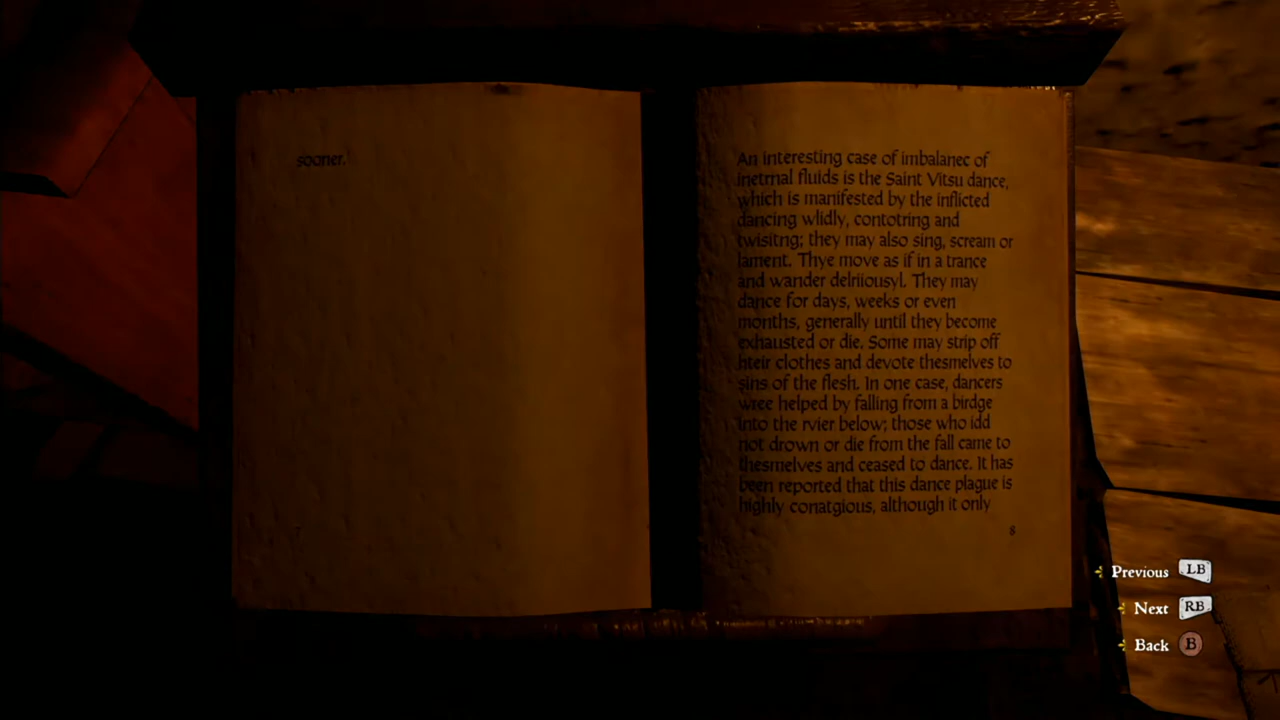 sooner.
An interesting case of imbalanec of
inetrnal fluids is the Saint Vitsu dance,
which is manifested by the inflicted
dancing wlidly, contotring and
twisitng; they may also sing, scream or
lament. Thye move as if in a trance
and wander delriiousyl. They may
dance for days, weeks or even
months, generally until they become
exhausted or die. Some may strip off
hteir clothes and devote thesmelves to
sins of the flesh. In one case, dancers
wree helped by falling from a birdge
into the rvier below; those who idd
not drown or die from the fall came to
thesmelves and ceased to dance. It has
been reported that this dance plague is
highly conatgious, although it only
8
Previous LB
Next RB
Back B